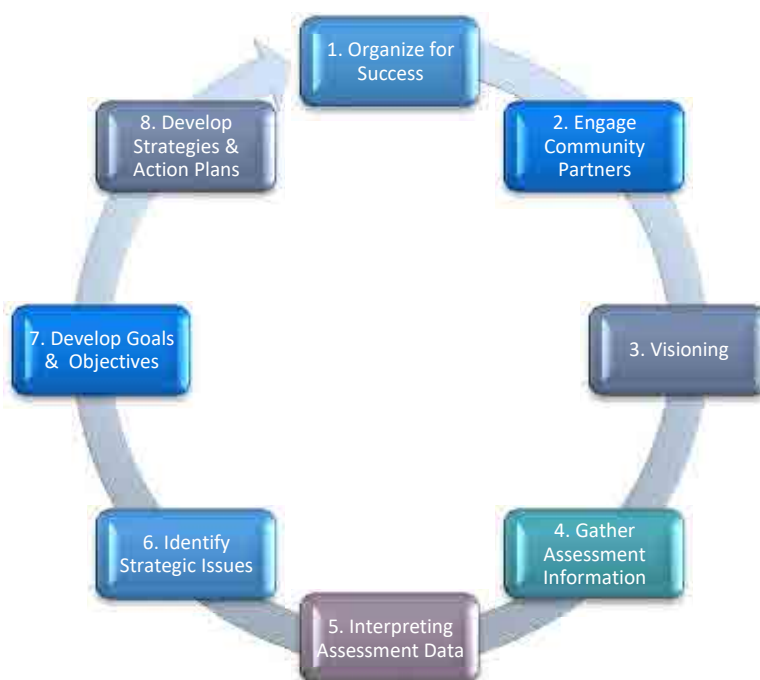 1. Organize for
Success
2. Engage
Community
Partners
3. Visioning
4. Gather
Assessment
Information
5. Interpreting
Assessment Data
6. Identify
Strategic Issues
7. Develop Goals
& Objectives
8. Develop
Strategies &
Action Plans